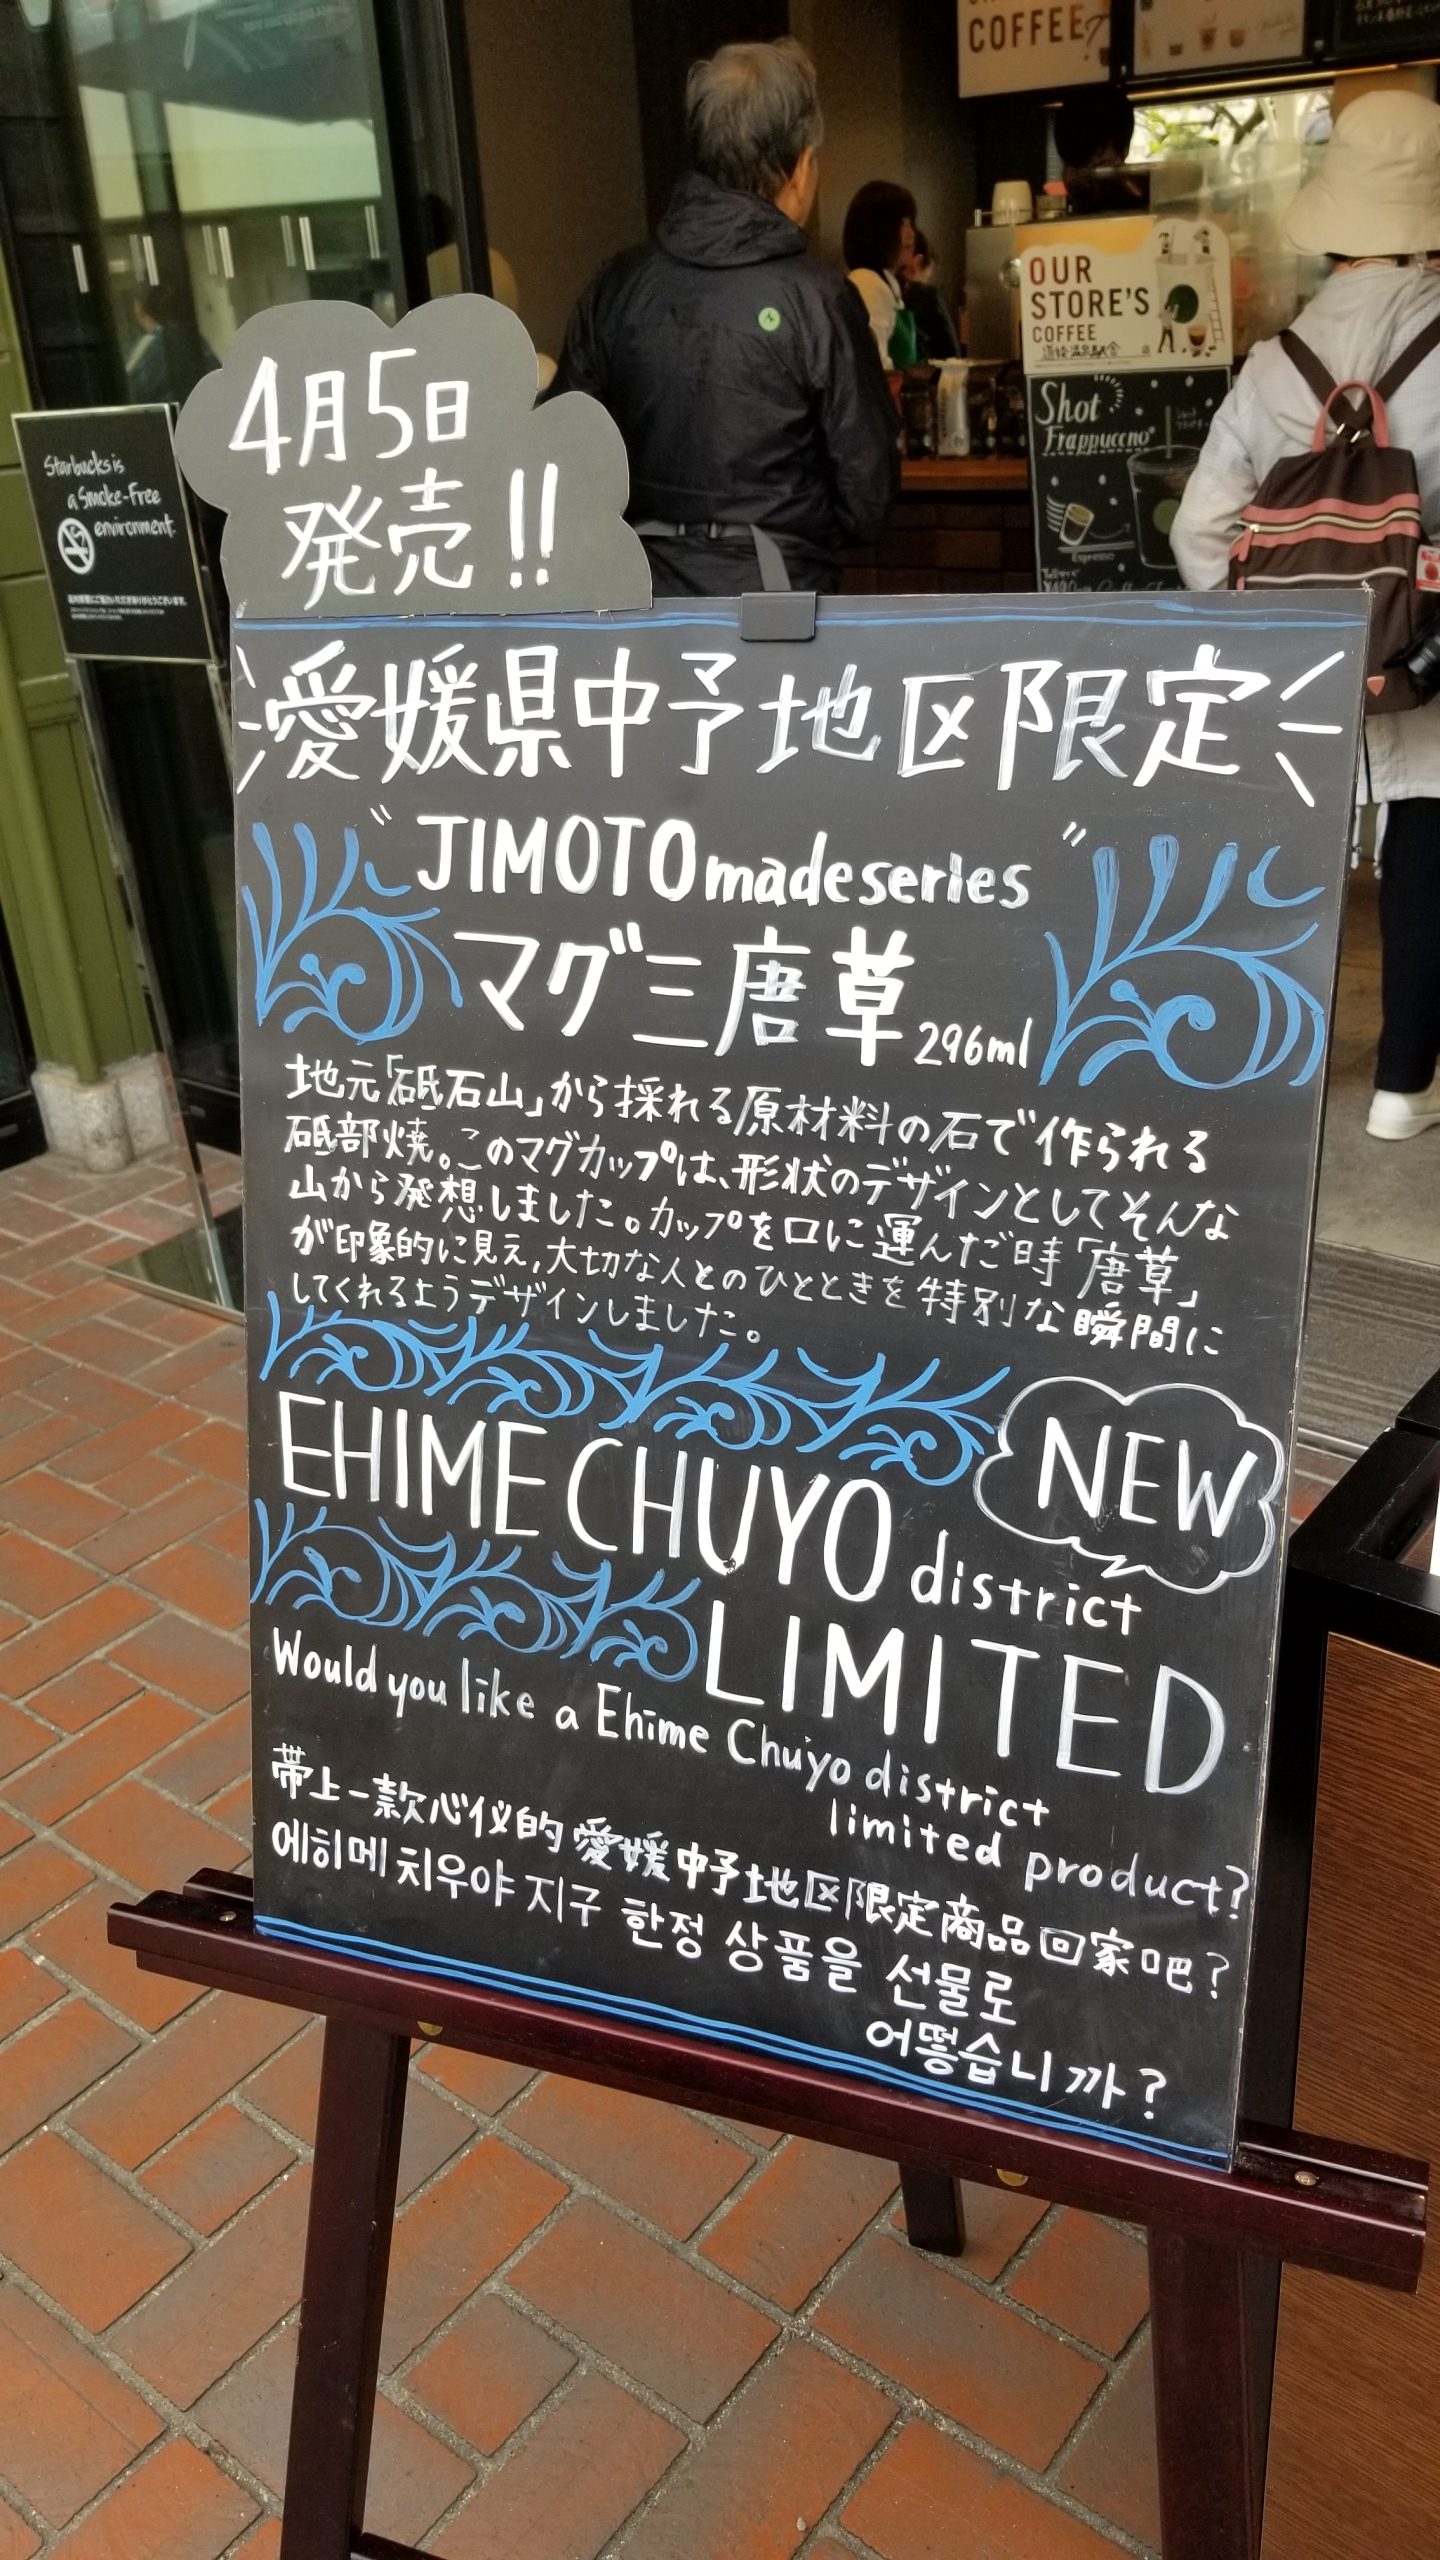 COFFEE
OUR
STORE'S
COFFEE
道後温泉駅舎 店
Shot
Frappuccino®
Espresso
Starbucks is
a Smoke-Free
environment.
4月5日
発売!!
愛媛県中予地区限定
"JIMOTO made series"
マグ三唐草 296ml
地元「砥石山」から採れる原材料の石で作られる
砥部焼。このマグカップは、形状のデザインとしてそんな
山から発想しました。カップを口に運んだ時「唐草」
が印象的に見え,大切な人とのひとときを特別な瞬間に
してくれるようデザインしました。
NEW
EHIME CHUYO district
LIMITED
Would you like a Ehime Chuyo district
limited product?
带上一款心仪的愛媛中予地区限定商品回家吧?
에히메 치우야 지구 한정 상품을 선물로
어떻습니까?